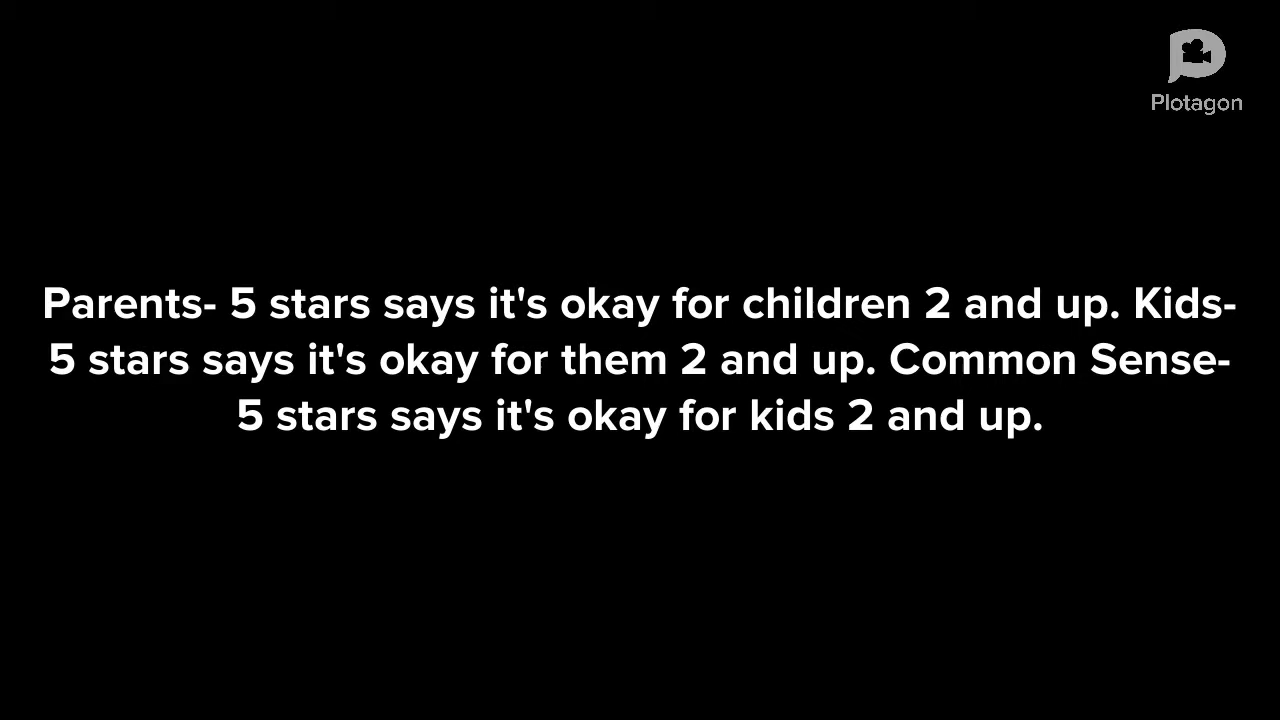 Plotagon
Parents- 5 stars says it's okay for children 2 and up. Kids-
5 stars says it's okay for them 2 and up. Common Sense-
5 stars says it's okay for kids 2 and up.